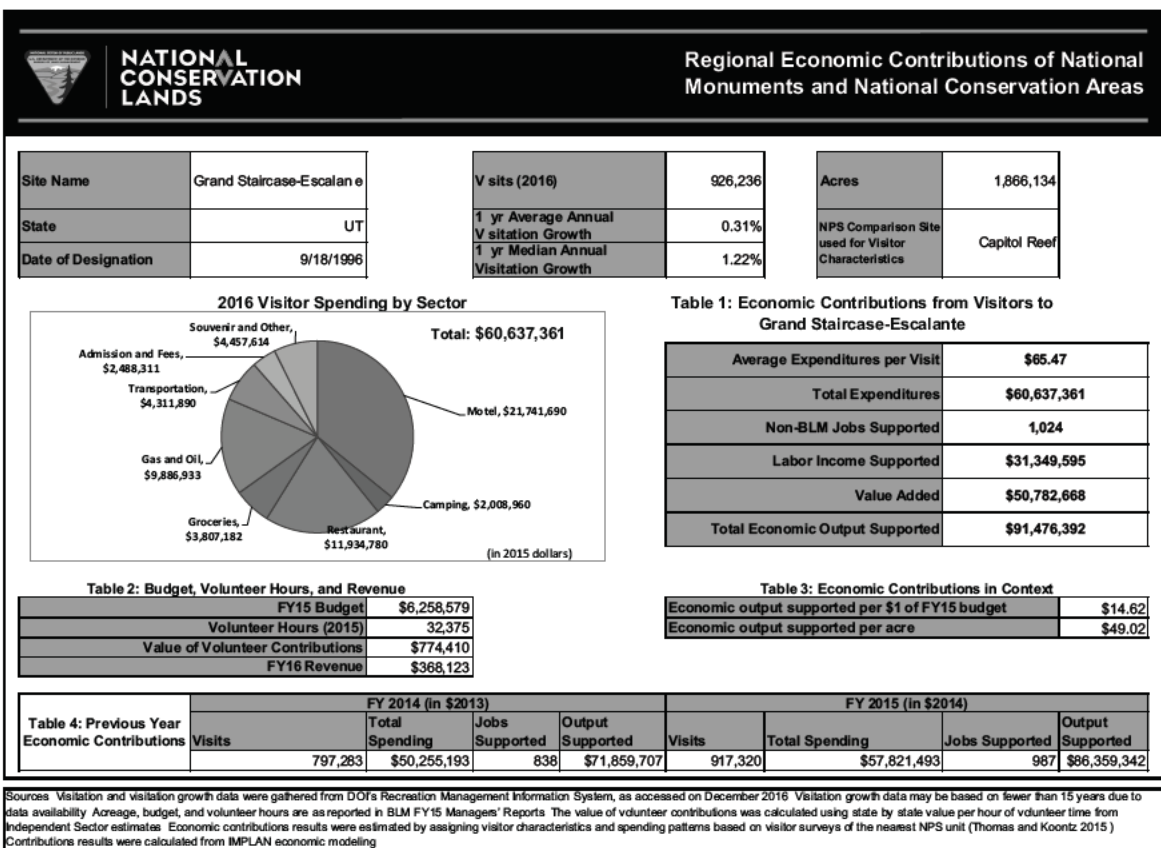 NATIONAL
CONSERVATION
LANDS
Regional Economic Contributions of National
Monuments and National Conservation Areas
Site Name Grand Staircase-Escalan e
State UT
Date of Designation 9/18/1996
V sits (2016) 926,236
1 yr Average Annual
V sitation Growth 0.31%
1 yr Median Annual
Visitation Growth 1.22%
Acres 1,866,134
NPS Comparison Site
used for Visitor
Characteristics
Capitol Reef
2016 Visitor Spending by Sector
Total: $60,637,361
Souvenir and Other,
$4,457,614
Admission and Fees,
$2,488,311
Transportation,
$4,311,890
Motel, $21,741,690
Gas and Oil,
$9,886,933
Camping, $2,008,960
Groceries,
$3,807,182
Restaurant,
$11,934,780
(in 2015 dollars)
Table 1: Economic Contributions from Visitors to
Grand Staircase-Escalante
Average Expenditures per Visit $65.47
Total Expenditures $60,637,361
Non-BLM Jobs Supported 1,024
Labor Income Supported $31,349,595
Value Added $50,782,668
Total Economic Output Supported $91,476,392
Table 2: Budget, Volunteer Hours, and Revenue
FY15 Budget $6,258,579
Volunteer Hours (2015) 32,375
Value of Volunteer Contributions $774,410
FY16 Revenue $368,123
Table 3: Economic Contributions in Context
Economic output supported per $1 of FY15 budget $14.62
Economic output supported per acre $49.02
Table 4: Previous Year
Economic Contributions
FY 2014 (in $2013) FY 2015 (in $2014)
Visits Total Spending Jobs Supported Output Supported Visits Total Spending Jobs Supported Output Supported
797,283 $50,255,193 838 $71,859,707 917,320 $57,821,493 987 $86,359,342
Sources Visitation and visitation growth data were gathered from DOI's Recreation Management Information System, as accessed on December 2016 Visitation growth data may be based on fewer than 15 years due to
data availability Acreage, budget, and volunteer hours are as reported in BLM FY15 Managers' Reports The value of volunteer contributions was calculated using state by state value per hour of volunteer time from
Independent Sector estimates Economic contributions results were estimated by assigning visitor characteristics and spending patterns based on visitor surveys of the nearest NPS unit (Thomas and Koontz 2015 )
Contributions results were calculated from IMPLAN economic modeling